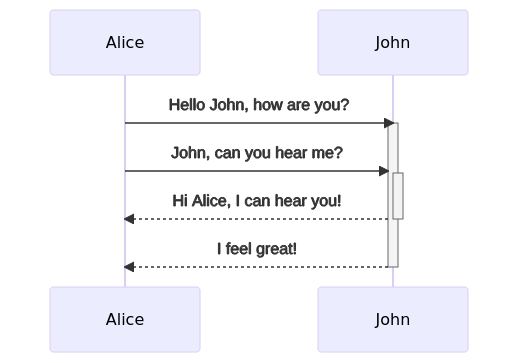 Alice
John
Hello John, how are you?
John, can you hear me?
Hi Alice, I can hear you!
I feel great!
Alice
John